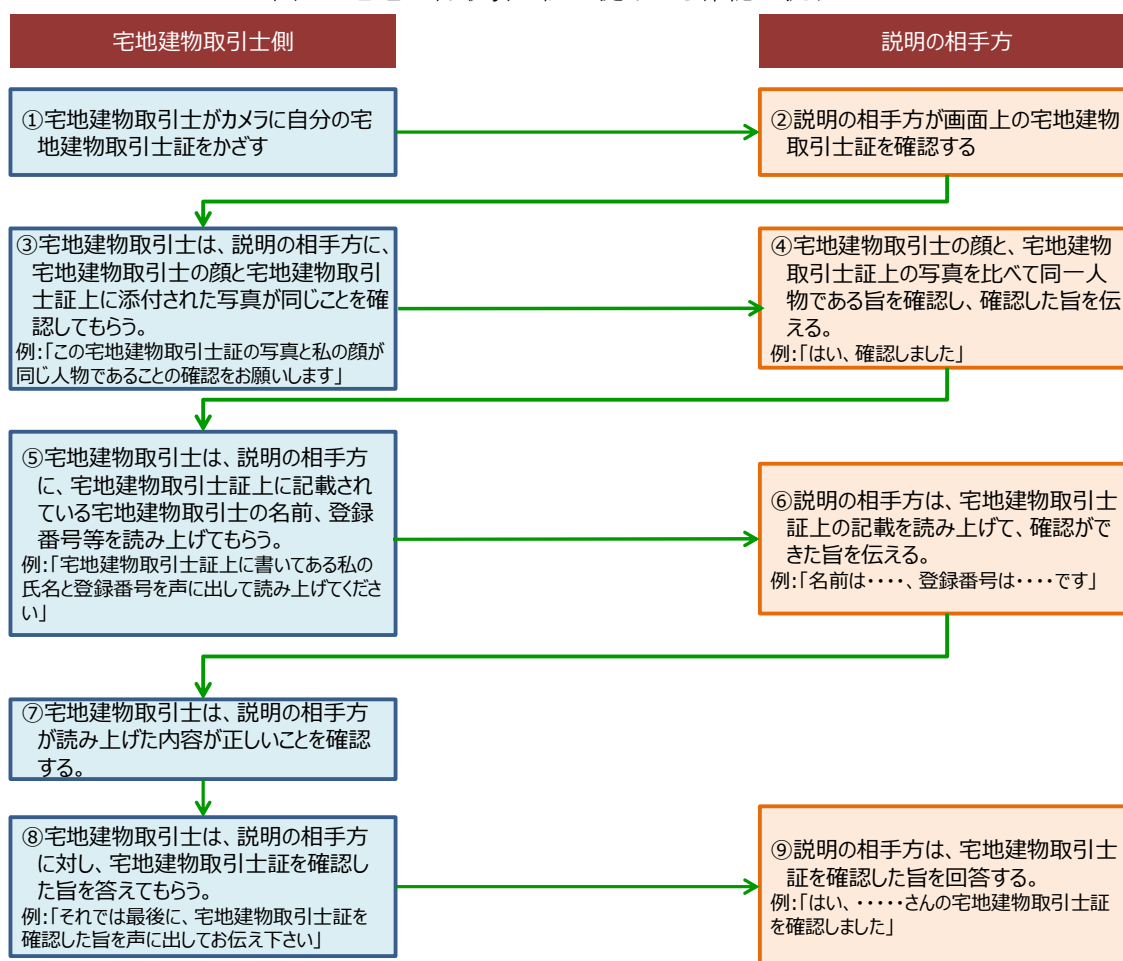 宅地建物取引士側
説明の相手方
①宅地建物取引士がカメラに自分の宅
地建物取引士証をかざす
②説明の相手方が画面上の宅地建物
取引士証を確認する
③宅地建物取引士は、説明の相手方に、
宅地建物取引士の顔と宅地建物取引
士証上に添付された写真が同じことを確
認してもらう。
例:「この宅地建物取引士証の写真と私の顔が
同じ人物であることの確認をお願いします」
④宅地建物取引士の顔と、宅地建物
取引士証上の写真を比べて同一人
物である旨を確認し、確認した旨を伝
える。
例:「はい、確認しました」
⑤宅地建物取引士は、説明の相手方
に、宅地建物取引士証上に記載され
ている宅地建物取引士の名前、登録
番号等を読み上げてもらう。
例:「宅地建物取引士証上に書いてある私の
氏名と登録番号を声に出して読み上げてくださ
い」
⑥説明の相手方は、宅地建物取引士
証上の記載を読み上げて、確認がで
きた旨を伝える。
例:「名前は・・・・、登録番号は・・・・です」
⑦宅地建物取引士は、説明の相手方
が読み上げた内容が正しいことを確認
する。
⑧宅地建物取引士は、説明の相手方
に対し、宅地建物取引士証を確認し
た旨を答えてもらう。
例:「それでは最後に、宅地建物取引士証を
確認した旨を声に出してお伝え下さい」
⑨説明の相手方は、宅地建物取引士
証を確認した旨を回答する。
例:「はい、・・・・・さんの宅地建物取引士証
を確認しました」